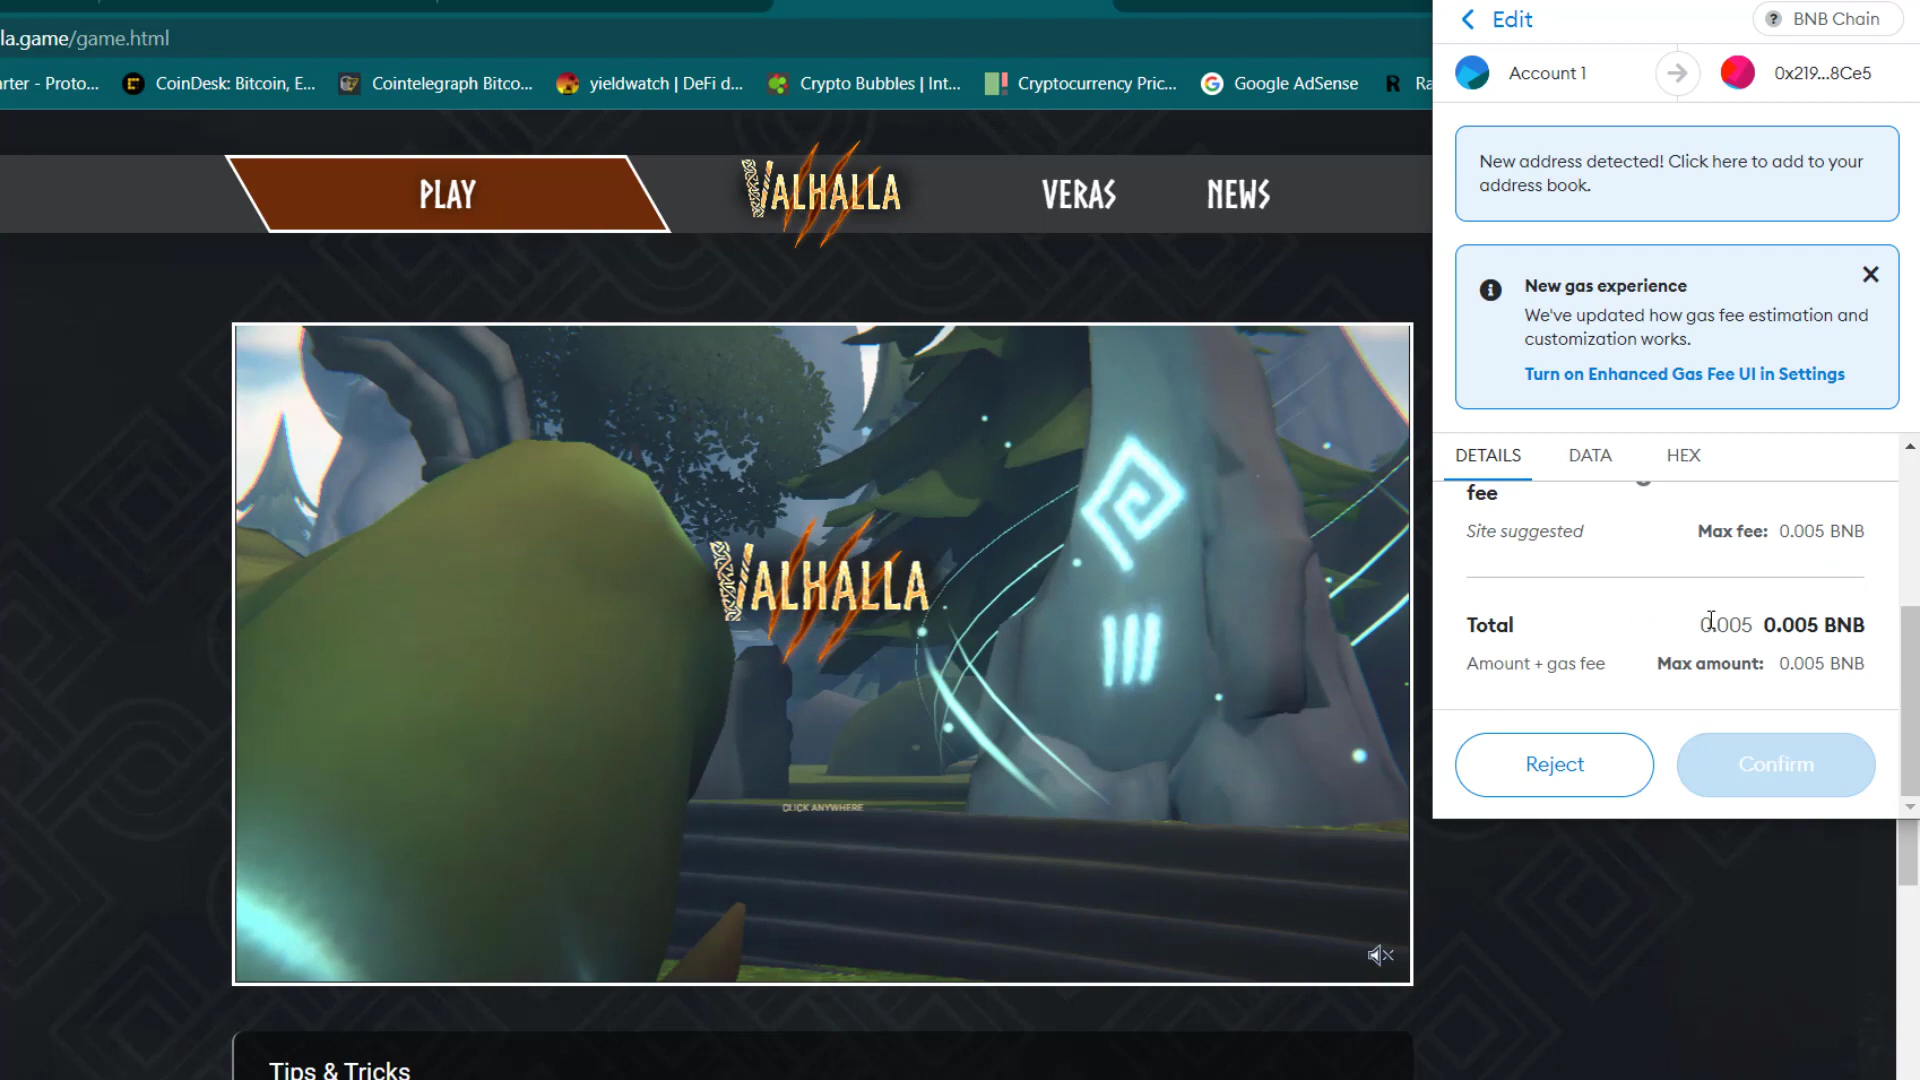 la.game/game.html
rter - Proto...
CoinDesk: Bitcoin, E...
Cointelegraph Bitco...
yieldwatch | DeFi d...
Crypto Bubbles | Int...
Cryptocurrency Pric...
Google AdSense
Ra
PLAY
VALHALLA
VERAS
NEWS
VALHALLA
CLICK ANYWHERE
Tips & Tricks
Edit
BNB Chain
Account 1
0x219...8Ce5
New address detected! Click here to add to your
address book.
New gas experience
We've updated how gas fee estimation and
customization works.
Turn on Enhanced Gas Fee UI in Settings
DETAILS
DATA
HEX
fee
Site suggested
Max fee: 0.005 BNB
Total
0.005 0.005 BNB
Amount + gas fee
Max amount: 0.005 BNB
Reject
Confirm